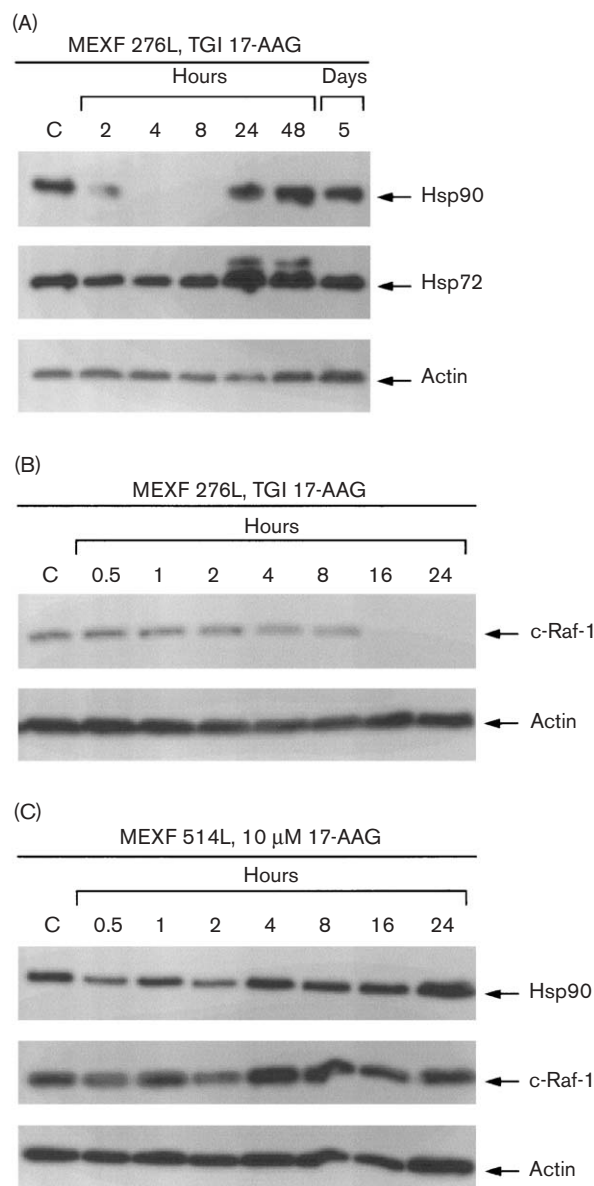 (A)
MEXF 276L, TGI 17-AAG
Hours Days
C 2 4 8 24 48 5
Hsp90
Hsp72
Actin
(B)
MEXF 276L, TGI 17-AAG
Hours
C 0.5 1 2 4 8 16 24
c-Raf-1
Actin
(C)
MEXF 514L, 10 μM 17-AAG
Hours
C 0.5 1 2 4 8 16 24
Hsp90
c-Raf-1
Actin